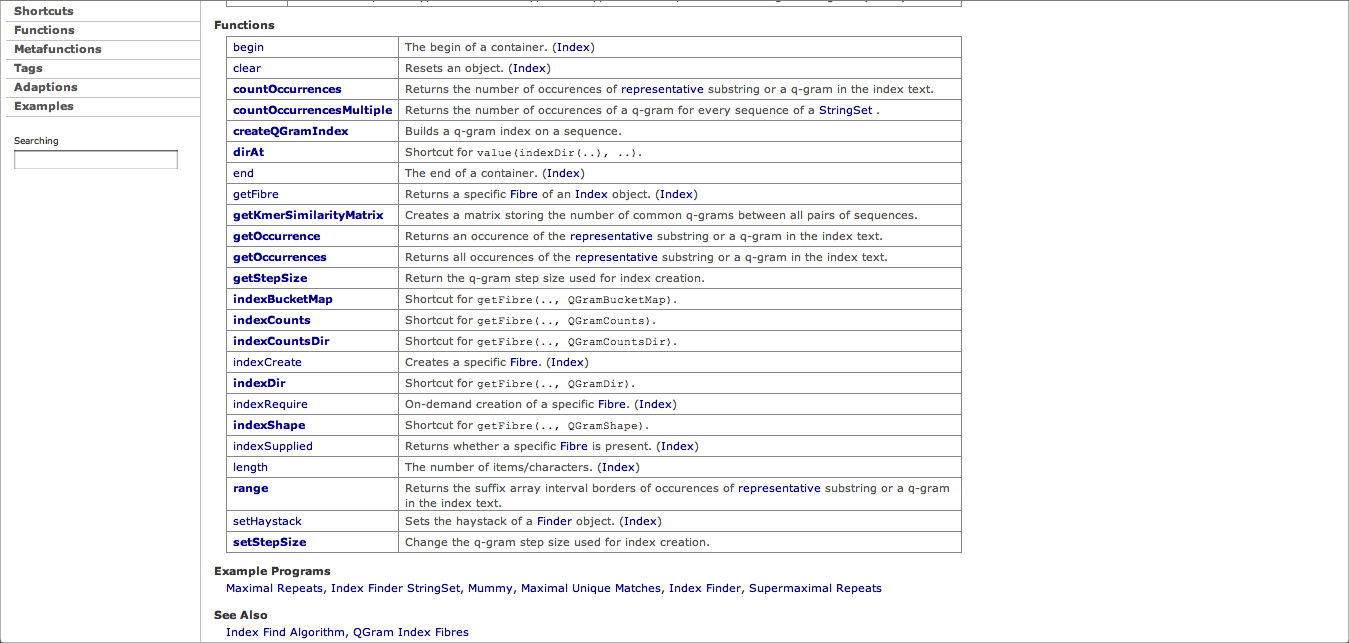 Shortcuts
Functions
Metafunctions
Tags
Adaptions
Examples
Searching
Functions
begin The begin of a container. (Index)
clear Resets an object. (Index)
countOccurrences Returns the number of occurences of representative substring or a q-gram in the index text.
countOccurrencesMultiple Returns the number of occurences of a q-gram for every sequence of a StringSet .
createQGramIndex Builds a q-gram index on a sequence.
dirAt Shortcut for value(indexDir(..), ..).
end The end of a container. (Index)
getFibre Returns a specific Fibre of an Index object. (Index)
getKmerSimilarityMatrix Creates a matrix storing the number of common q-grams between all pairs of sequences.
getOccurrence Returns an occurence of the representative substring or a q-gram in the index text.
getOccurrences Returns all occurences of the representative substring or a q-gram in the index text.
getStepSize Return the q-gram step size used for index creation.
indexBucketMap Shortcut for getFibre(.., QGramBucketMap).
indexCounts Shortcut for getFibre(.., QGramCounts).
indexCountsDir Shortcut for getFibre(.., QGramCountsDir).
indexCreate Creates a specific Fibre. (Index)
indexDir Shortcut for getFibre(.., QGramDir).
indexRequire On-demand creation of a specific Fibre. (Index)
indexShape Shortcut for getFibre(.., QGramShape).
indexSupplied Returns whether a specific Fibre is present. (Index)
length The number of items/characters. (Index)
range Returns the suffix array interval borders of occurences of representative substring or a q-gram
in the index text.
setHaystack Sets the haystack of a Finder object. (Index)
setStepSize Change the q-gram step size used for index creation.
Example Programs
Maximal Repeats, Index Finder StringSet, Mummy, Maximal Unique Matches, Index Finder, Supermaximal Repeats
See Also
Index Find Algorithm, QGram Index Fibres